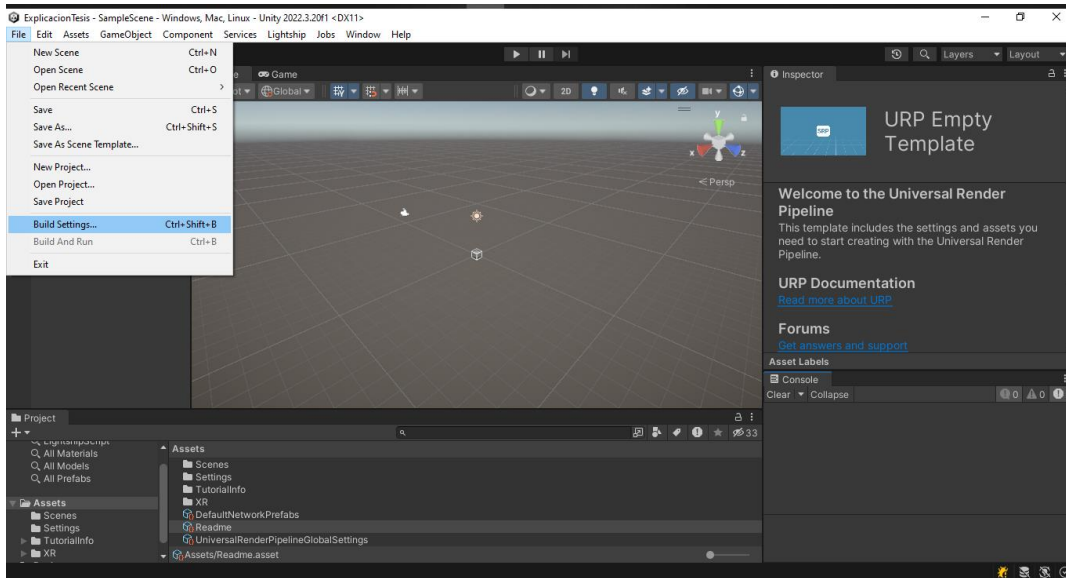 ExplicacionTesis - SampleScene - Windows, Mac, Linux - Unity 2022.3.20f1 <DX11>
File Edit Assets GameObject Component Services Lightship Jobs Window Help
New Scene Ctrl+N
Open Scene Ctrl+O
Open Recent Scene
Save Ctrl+S
Save As... Ctrl+Shift+S
Save As Scene Template...
New Project...
Open Project...
Save Project
Build Settings... Ctrl+Shift+B
Build And Run Ctrl+B
Exit
Layers Layout
Game
Global
2D
y
x z
Persp
Inspector
SRP
URP Empty
Template
Welcome to the Universal Render
Pipeline
This template includes the settings and assets you
need to start creating with the Universal Render
Pipeline.
URP Documentation
Read more about URP
Forums
Get answers and support
Asset Labels
Console
Clear Collapse 0 0
Project
33
All Materials
All Models
All Prefabs
Assets
Scenes
Settings
TutorialInfo
XR
Assets
Scenes
Settings
TutorialInfo
XR
DefaultNetworkPrefabs
Readme
UniversalRenderPipelineGlobalSettings
Assets/Readme.asset